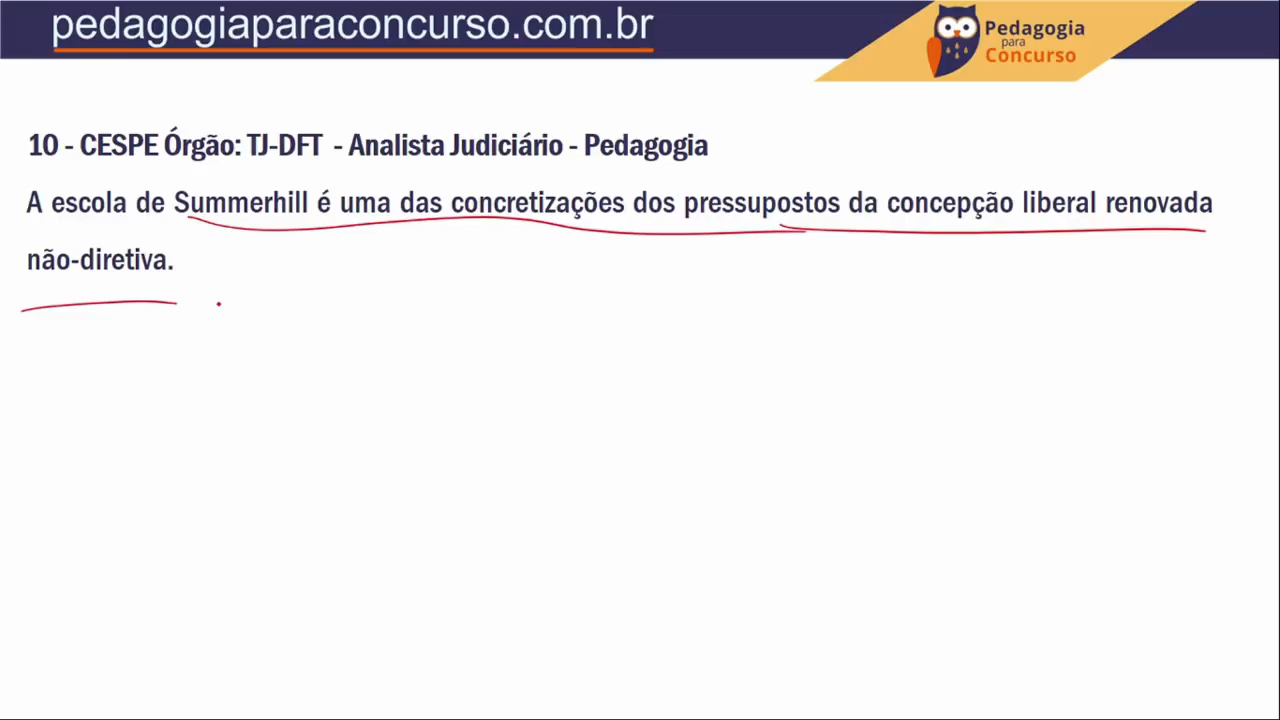 pedagogiaparaconcurso.com.br
Pedagogia
para
Concurso
10 - CESPE Órgão: TJ-DFT - Analista Judiciário - Pedagogia
A escola de Summerhill é uma das concretizações dos pressupostos da concepção liberal renovada
não-diretiva.